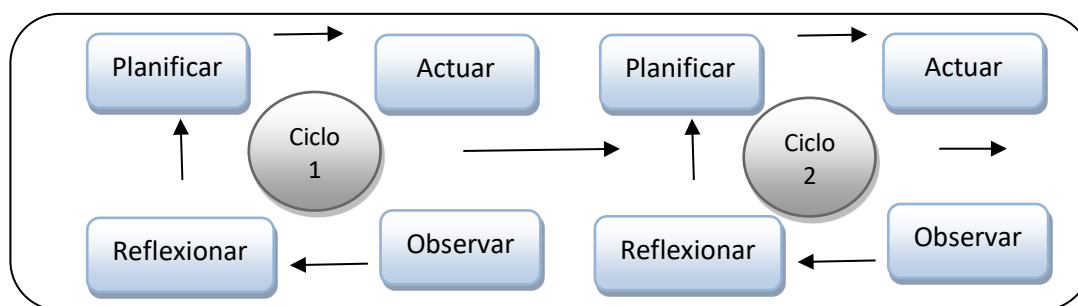 Planificar
Actuar
Planificar
Actuar
Ciclo
1
Ciclo
2
Reflexionar
Observar
Reflexionar
Observar